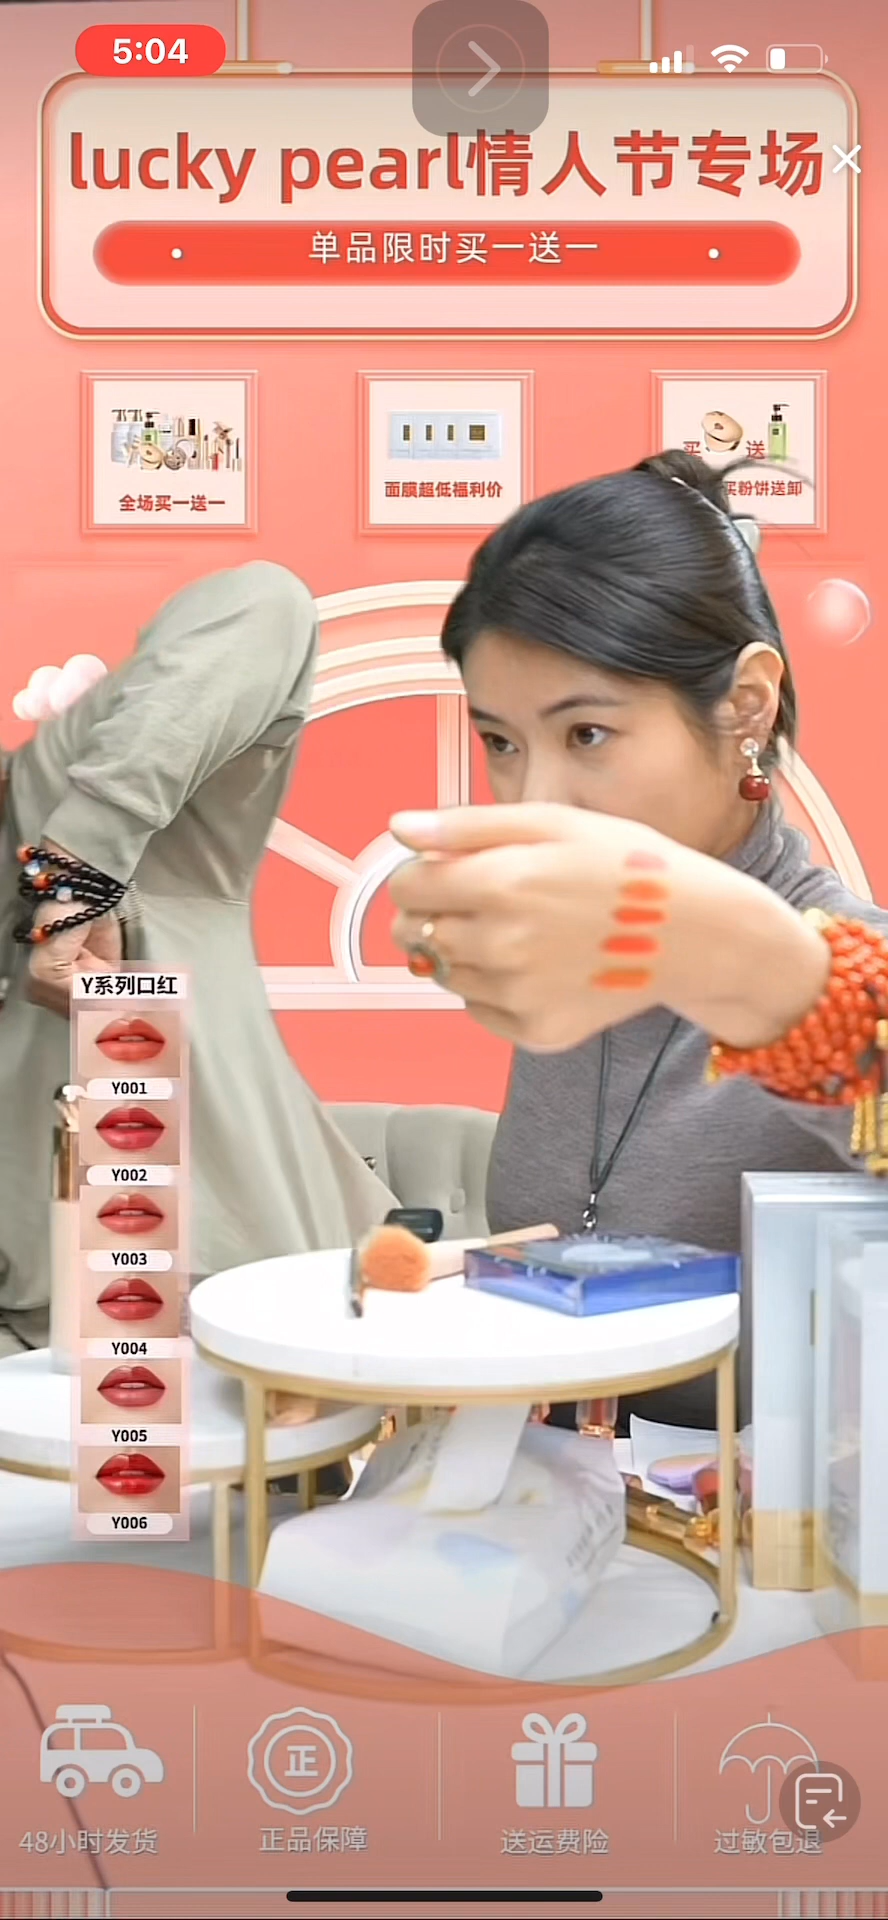 5:04
lucky pearl情人节专场
单品限时买一送一
全场买一送一
面膜超低福利价
买 送
买粉饼送卸
Y系列口红
Y001
Y002
Y003
Y004
Y005
Y006
正
48小时发货
正品保障
送运费险
过敏包退